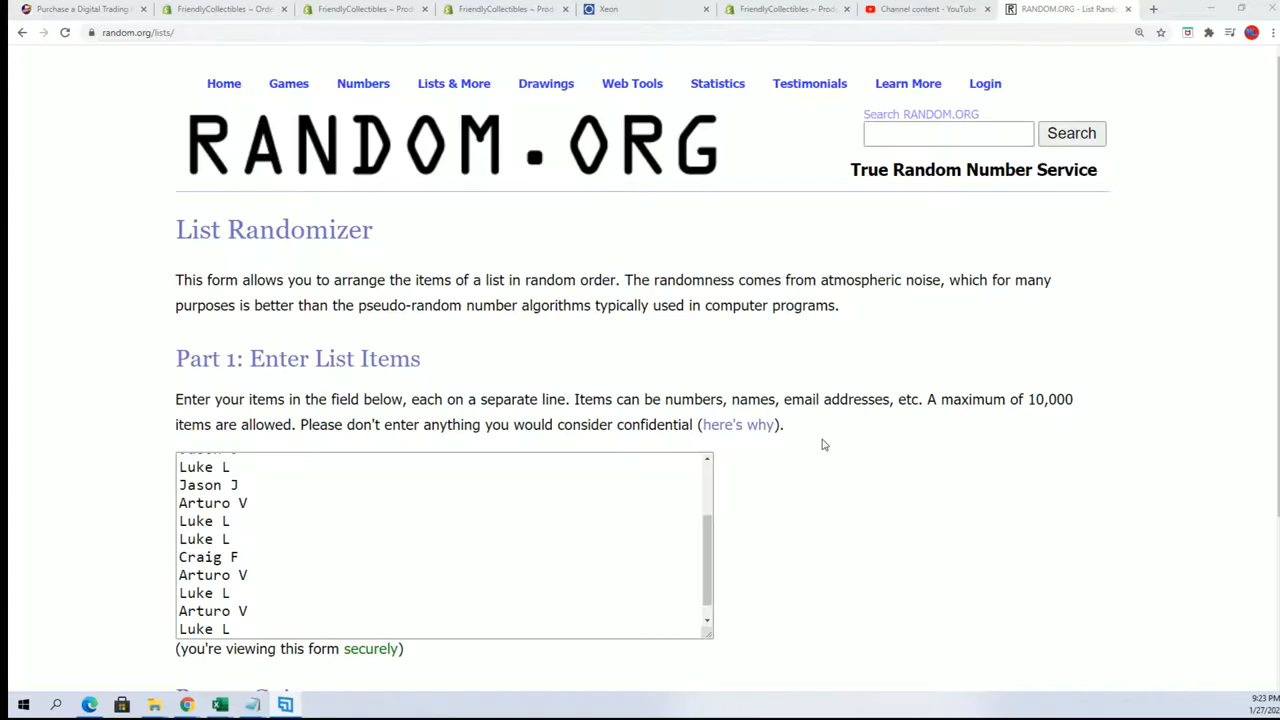 Purchase a Digital Trading
FriendlyCollectibles ~ Orde
FriendlyCollectibles ~ Prod
FriendlyCollectibles ~ Prod
Xeon
FriendlyCollectibles ~ Produ
Channel content - YouTube
RANDOM.ORG - List Rando
random.org/lists/
Home Games Numbers Lists & More Drawings Web Tools Statistics Testimonials Learn More Login
RANDOM.ORG
Search RANDOM.ORG
Search
True Random Number Service
List Randomizer
This form allows you to arrange the items of a list in random order. The randomness comes from atmospheric noise, which for many
purposes is better than the pseudo-random number algorithms typically used in computer programs.
Part 1: Enter List Items
Enter your items in the field below, each on a separate line. Items can be numbers, names, email addresses, etc. A maximum of 10,000
items are allowed. Please don't enter anything you would consider confidential (here's why).
Luke L
Jason J
Arturo V
Luke L
Luke L
Craig F
Arturo V
Luke L
Arturo V
Luke L
(you're viewing this form securely)
9:23 PM
1/27/202